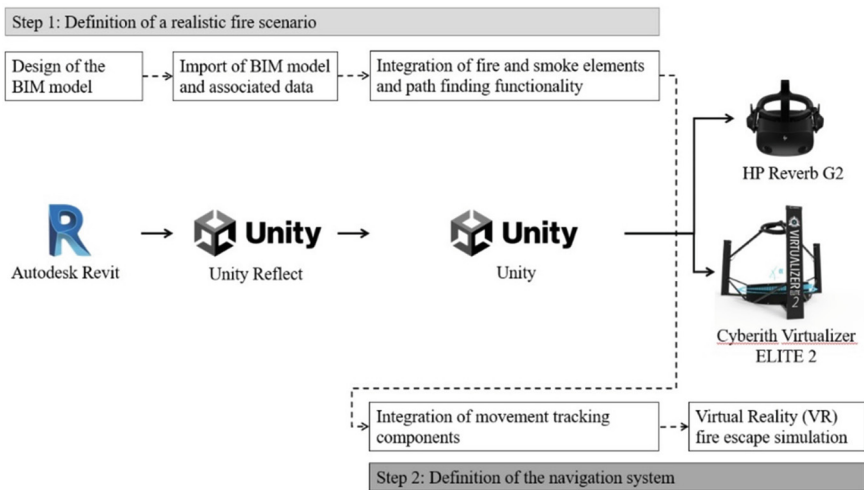 Step 1: Definition of a realistic fire scenario
Design of the
BIM model
Import of BIM model
and associated data
Integration of fire and smoke elements
and path finding functionality
HP Reverb G2
R
Autodesk Revit
Unity
Unity Reflect
Unity
Unity
VIRTUALIZER
ELITE 2
Cyberith Virtualizer
ELITE 2
Integration of movement tracking
components
Virtual Reality (VR)
fire escape simulation
Step 2: Definition of the navigation system